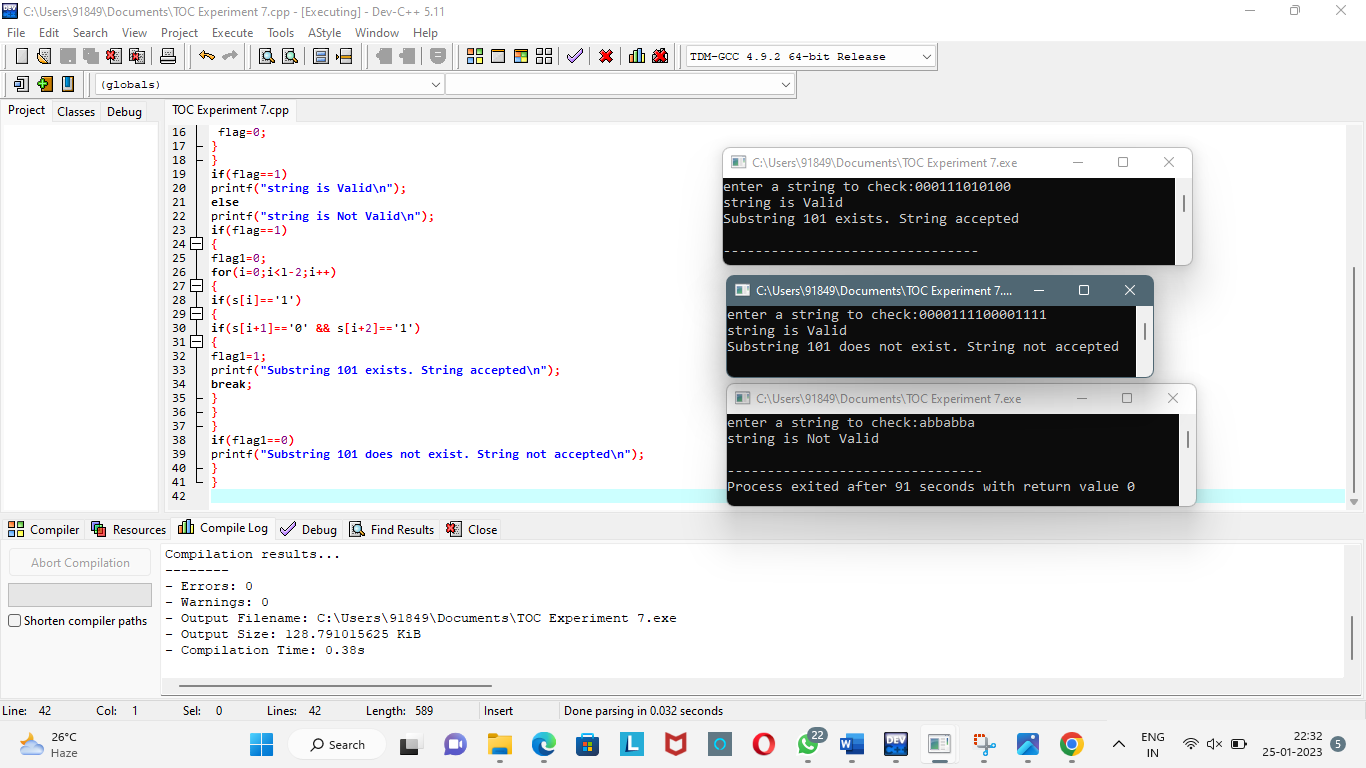 C:\Users\91849\Documents\TOC Experiment 7.cpp - [Executing] - Dev-C++ 5.11
File Edit Search View Project Execute Tools AStyle Window Help
TDM-GCC 4.9.2 64-bit Release
(globals)
Project Classes Debug
TOC Experiment 7.cpp
16 flag=0;
17 }
18 }
19 if(flag==1)
20 printf("string is Valid\n");
21 else
22 printf("string is Not Valid\n");
23 if(flag==1)
24 {
25 flag1=0;
26 for(i=0;i<l-2;i++)
27 {
28 if(s[i]=='1')
29 {
30 if(s[i+1]=='0' && s[i+2]=='1')
31 {
32 flag1=1;
33 printf("Substring 101 exists. String accepted\n");
34 break;
35 }
36 }
37 }
38 if(flag1==0)
39 printf("Substring 101 does not exist. String not accepted\n");
40 }
41 }
42
C:\Users\91849\Documents\TOC Experiment 7.exe
enter a string to check:000111010100
string is Valid
Substring 101 exists. String accepted
--------------------------------
C:\Users\91849\Documents\TOC Experiment 7....
enter a string to check:0000111100001111
string is Valid
Substring 101 does not exist. String not accepted
C:\Users\91849\Documents\TOC Experiment 7.exe
enter a string to check:abbabba
string is Not Valid
--------------------------------
Process exited after 91 seconds with return value 0
Compiler Resources Compile Log Debug Find Results Close
Abort Compilation
Shorten compiler paths
Compilation results...
--------
- Errors: 0
- Warnings: 0
- Output Filename: C:\Users\91849\Documents\TOC Experiment 7.exe
- Output Size: 128.791015625 KiB
- Compilation Time: 0.38s
Line: 42 Col: 1 Sel: 0 Lines: 42 Length: 589 Insert Done parsing in 0.032 seconds
26°C
Haze
Search
22
DEV
ENG
IN
22:32
25-01-2023
5